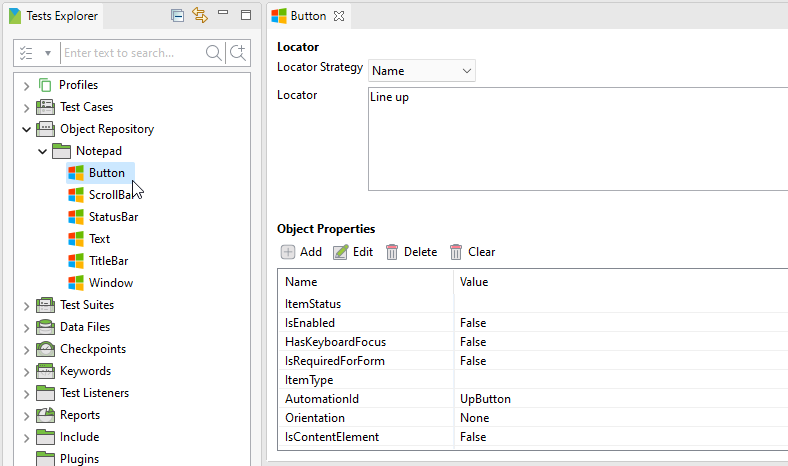 Tests Explorer
Enter text to search...
Profiles
Test Cases
Object Repository
Notepad
Button
ScrollBar
StatusBar
Text
TitleBar
Window
Test Suites
Data Files
Checkpoints
Keywords
Test Listeners
Reports
Include
Plugins
Button
Locator
Locator Strategy Name
Locator Line up
Object Properties
Add Edit Delete Clear
Name Value
ItemStatus
IsEnabled False
HasKeyboardFocus False
IsRequiredForForm False
ItemType
AutomationId UpButton
Orientation None
IsContentElement False